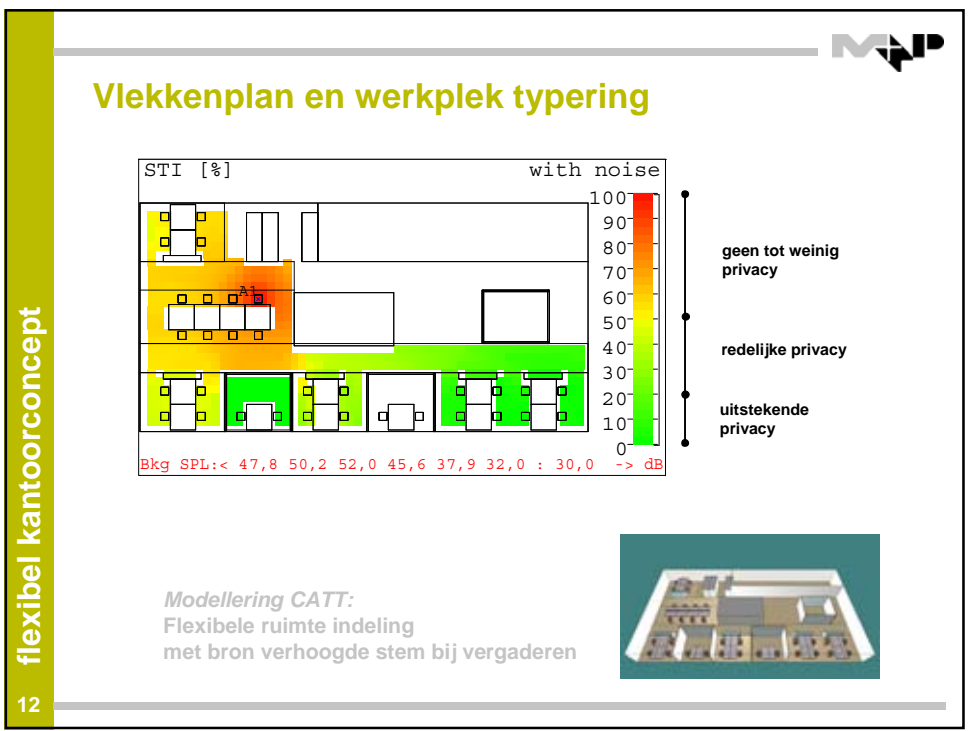 M+P
Vlekkenplan en werkplek typering
STI [%] with noise
100
90
80
70
60
50
40
30
20
10
0
A1
geen tot weinig
privacy
redelijke privacy
uitstekende
privacy
Bkg SPL:< 47,8 50,2 52,0 45,6 37,9 32,0 : 30,0 -> dB
Modellering CATT:
Flexibele ruimte indeling
met bron verhoogde stem bij vergaderen
flexibel kantoorconcept
12